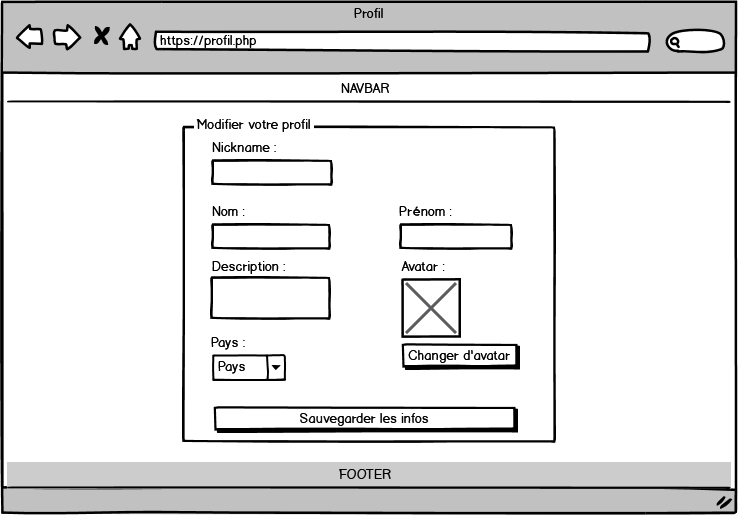 Profil
https://profil.php
NAVBAR
Modifier votre profil
Nickname :
Nom :
Prénom :
Description :
Avatar :
Pays :
Changer d'avatar
Pays
Sauvegarder les infos
FOOTER